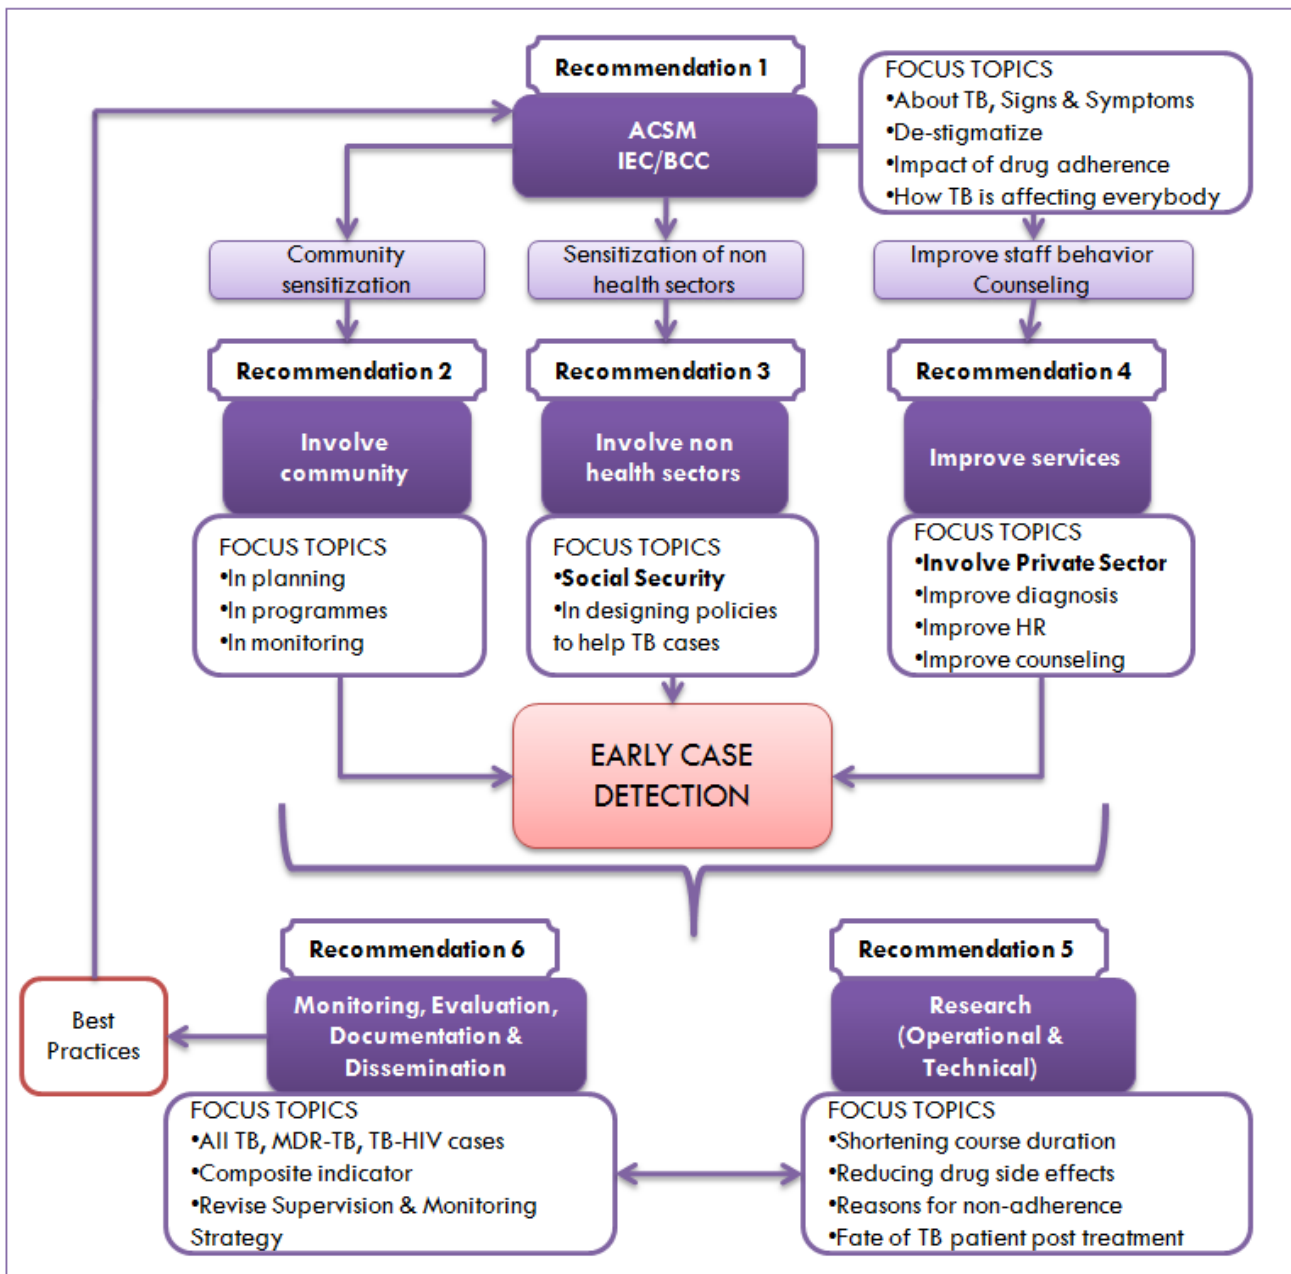 Recommendation 1
ACSM
IEC/BCC
FOCUS TOPICS
•About TB, Signs & Symptoms
•De-stigmatize
•Impact of drug adherence
•How TB is affecting everybody
Community
sensitization
Sensitization of non
health sectors
Improve staff behavior
Counseling
Recommendation 2
Involve
community
FOCUS TOPICS
•In planning
•In programmes
•In monitoring
Recommendation 3
Involve non
health sectors
FOCUS TOPICS
•Social Security
•In designing policies
to help TB cases
Recommendation 4
Improve services
FOCUS TOPICS
•Involve Private Sector
•Improve diagnosis
•Improve HR
•Improve counseling
EARLY CASE
DETECTION
Best
Practices
Recommendation 6
Monitoring, Evaluation,
Documentation &
Dissemination
FOCUS TOPICS
•All TB, MDR-TB, TB-HIV cases
•Composite indicator
•Revise Supervision & Monitoring
Strategy
Recommendation 5
Research
(Operational &
Technical)
FOCUS TOPICS
•Shortening course duration
•Reducing drug side effects
•Reasons for non-adherence
•Fate of TB patient post treatment